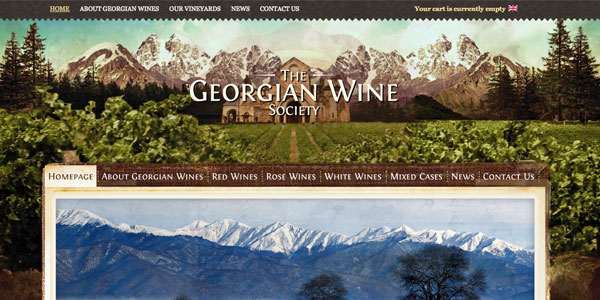 HOME ABOUT GEORGIAN WINES OUR VINEYARDS NEWS CONTACT US Your cart is currently empty
THE
GEORGIAN WINE
SOCIETY
HOMEPAGE ABOUT GEORGIAN WINES RED WINES ROSE WINES WHITE WINES MIXED CASES NEWS CONTACT US